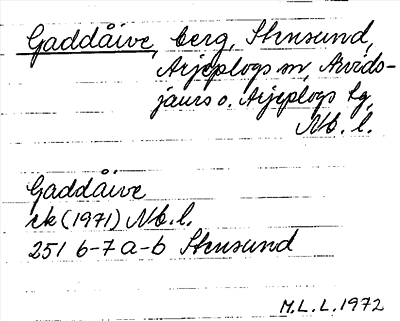 Gaddåive, berg, Stensund,
Arjeplogs sn, Arvids-
jaurs o. Arjeplogs tg,
Nb. l.
Gaddåive
ek (1971) Nb. l.
251 6-7 a-b Stensund
M.L.L. 1972